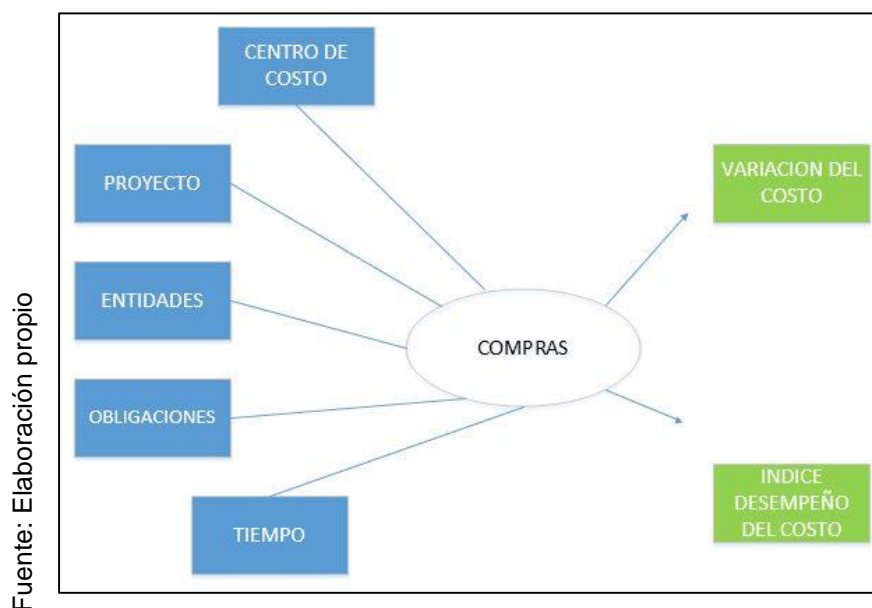 CENTRO DE
COSTO
PROYECTO
VARIACION DEL
COSTO
ENTIDADES
COMPRAS
OBLIGACIONES
INDICE
DESEMPEÑO
DEL COSTO
TIEMPO
Fuente: Elaboración propio